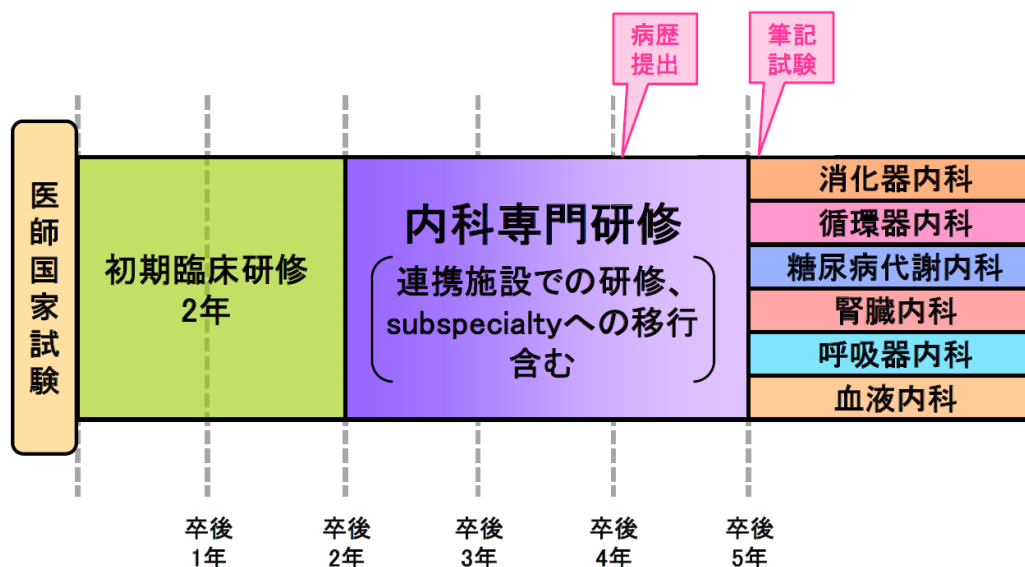 病歴
提出
筆記
試験
医師国家試験
初期臨床研修
2年
内科専門研修
連携施設での研修、
subspecialtyへの移行
含む
消化器内科
循環器内科
糖尿病代謝内科
腎臓内科
呼吸器内科
血液内科
卒後
1年
卒後
2年
卒後
3年
卒後
4年
卒後
5年